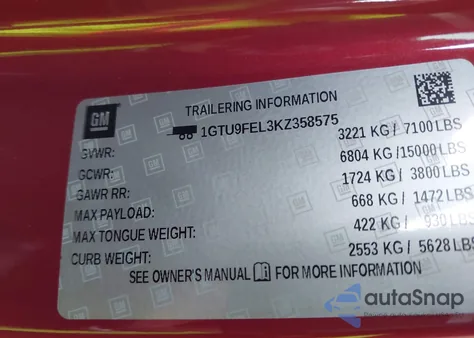 GM
TRAILERING INFORMATION
1GTU9FEL3KZ358575
GVWR: 3221 KG / 7100 LBS
GCWR: 6804 KG /15000 LBS
GAWR RR: 1724 KG / 3800 LBS
MAX PAYLOAD: 668 KG / 1472 LBS
MAX TONGUE WEIGHT: 422 KG / 930 LBS
CURB WEIGHT: 2553 KG / 5628 LBS
SEE OWNER'S MANUAL FOR MORE INFORMATION
autoSnap